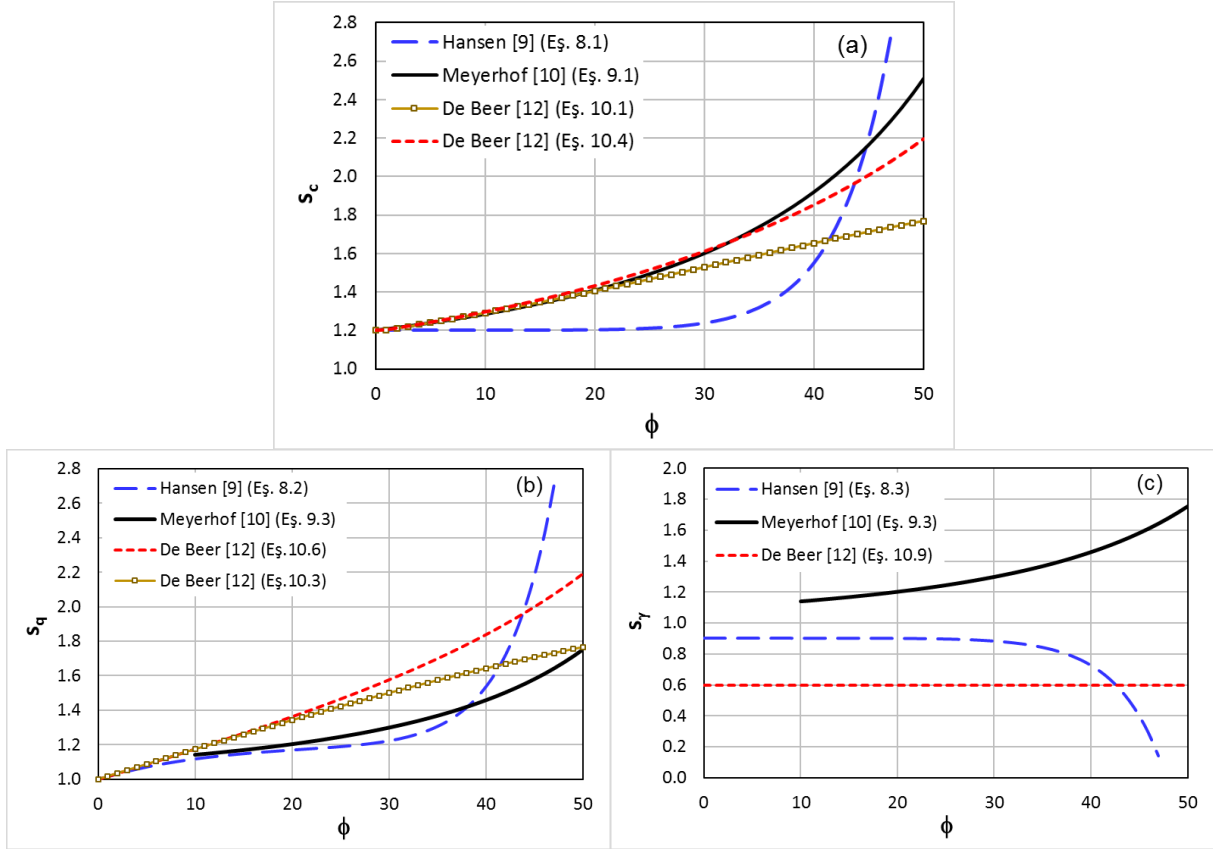 (a)
Hansen [9] (Eş. 8.1)
Meyerhof [10] (Eş. 9.1)
De Beer [12] (Eş. 10.1)
De Beer [12] (Eş. 10.4)
2.8
2.6
2.4
2.2
2.0
1.8
1.6
1.4
1.2
1.0
sc
0 10 20 30 40 50
ϕ
(b)
Hansen [9] (Eş. 8.2)
Meyerhof [10] (Eş. 9.3)
De Beer [12] (Eş.10.6)
De Beer [12] (Eş.10.3)
2.8
2.6
2.4
2.2
2.0
1.8
1.6
1.4
1.2
1.0
sq
0 10 20 30 40 50
ϕ
(c)
Hansen [9] (Eş. 8.3)
Meyerhof [10] (Eş. 9.3)
De Beer [12] (Eş. 10.9)
2.0
1.8
1.6
1.4
1.2
1.0
0.8
0.6
0.4
0.2
0.0
sγ
0 10 20 30 40 50
ϕ